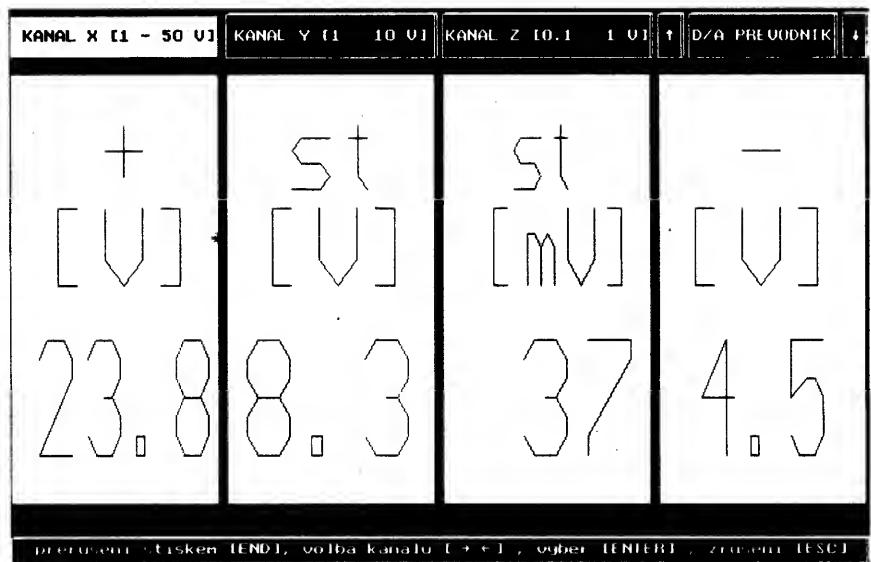 KANAL X [1 - 50 V] KANAL Y [1 10 V] KANAL Z [0.1 1 V] ↑ D/A PREVODNIK ↓
+ st st -
[V] [V] [mV] [V]
23.8 8.3 37 4.5
preruseni stiskem [END], volba kanalu [→ ←] , vyber [ENTER] , zruseni [ESC]